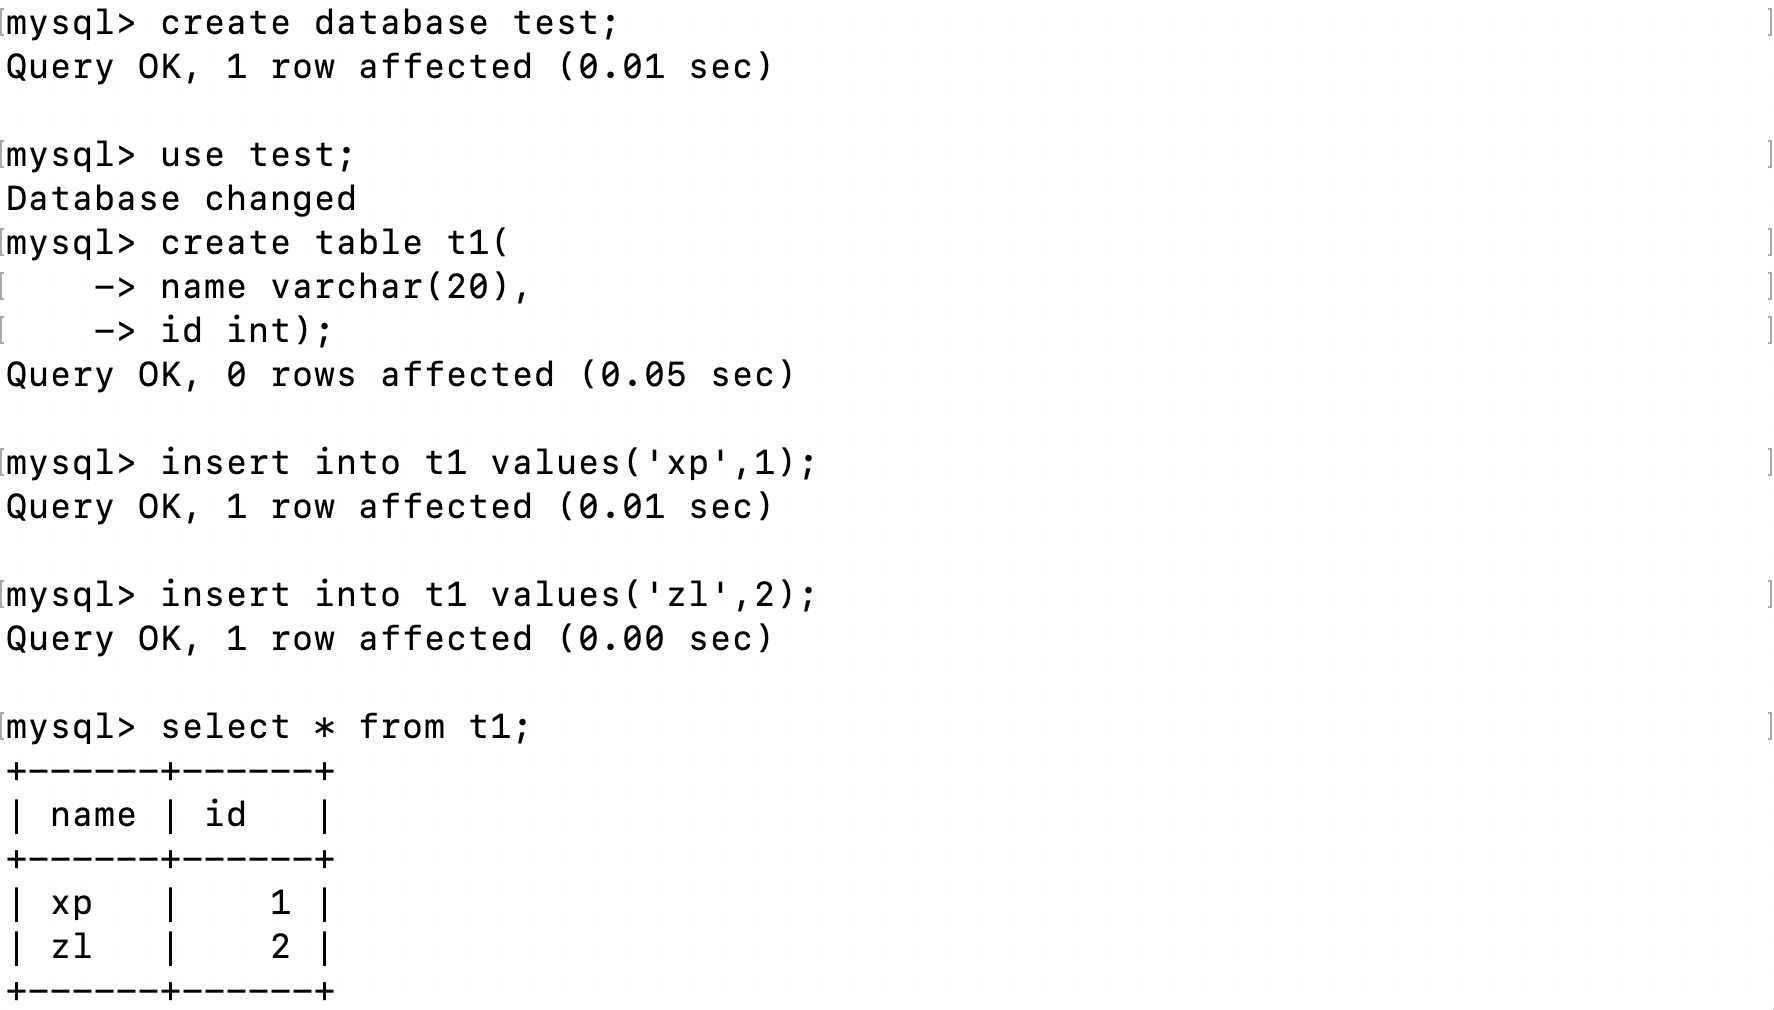 mysql> create database test;
Query OK, 1 row affected (0.01 sec)
mysql> use test;
Database changed
mysql> create table t1(
    -> name varchar(20),
    -> id int);
Query OK, 0 rows affected (0.05 sec)
mysql> insert into t1 values('xp',1);
Query OK, 1 row affected (0.01 sec)
mysql> insert into t1 values('zl',2);
Query OK, 1 row affected (0.00 sec)
mysql> select * from t1;
+------+------+
| name | id   |
+------+------+
| xp   |    1 |
| zl   |    2 |
+------+------+